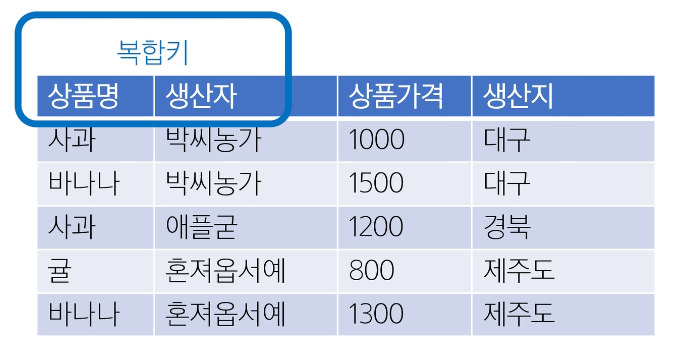 복합키
상품명 생산자 상품가격 생산지
사과 박씨농가 1000 대구
바나나 박씨농가 1500 대구
사과 애플굳 1200 경북
귤 혼져옵서예 800 제주도
바나나 혼져옵서예 1300 제주도